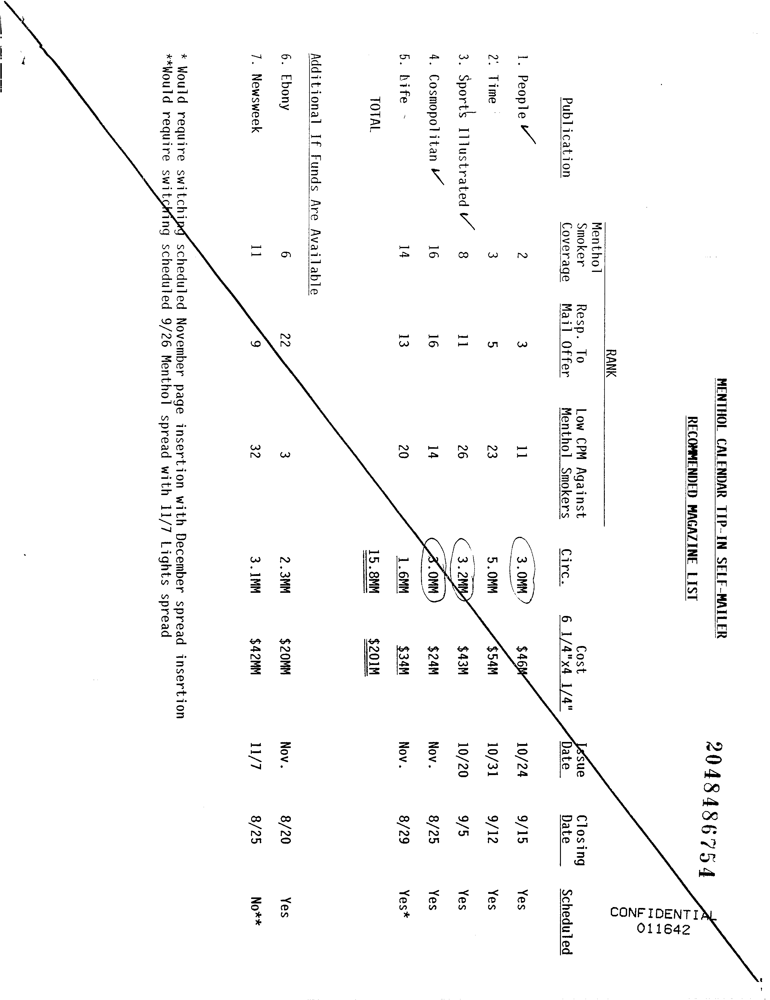 MENTHOL CALENDAR TIP-IN SELF-MAILER
RECOMMENDED MAGAZINE LIST
2048486754
CONFIDENTIAL
011642
RANK
Publication Menthol Smoker Coverage Resp. To Mail Offer Low CPM Against Menthol Smokers Circ. Cost 6 1/4"x4 1/4" Issue Date Closing Date Scheduled
1. People ✓ 2 3 11 3.0MM $46M 10/24 9/15 Yes
2. Time 3 5 23 5.0MM $54M 10/31 9/12 Yes
3. Sports Illustrated ✓ 8 11 26 3.2MM $43M 10/20 9/5 Yes
4. Cosmopolitan ✓ 16 16 14 3.0MM $24M Nov. 8/25 Yes
5. Life - 14 13 20 1.6MM $34M Nov. 8/29 Yes*
TOTAL 15.8MM $201M
Additional If Funds Are Available
6. Ebony 6 22 3 2.3MM $20MM Nov. 8/20 Yes
7. Newsweek 11 9 32 3.1MM $42MM 11/7 8/25 No**
* Would require switching scheduled November page insertion with December spread insertion
**Would require switching scheduled 9/26 Menthol spread with 11/7 Lights spread